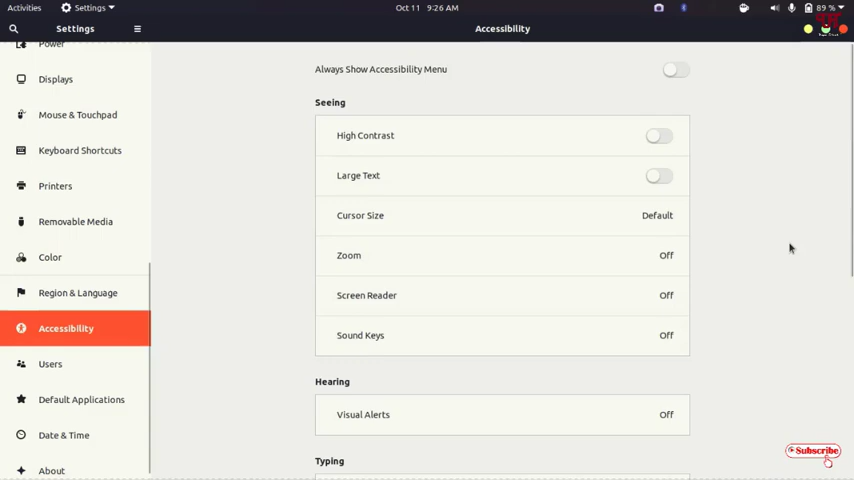 Activities Settings Oct 11 9:26 AM 89 %
Settings Accessibility
Power
Displays
Mouse & Touchpad
Keyboard Shortcuts
Printers
Removable Media
Color
Region & Language
Accessibility
Users
Default Applications
Date & Time
About
Always Show Accessibility Menu
Seeing
High Contrast
Large Text
Cursor Size Default
Zoom Off
Screen Reader Off
Sound Keys Off
Hearing
Visual Alerts Off
Typing
Subscribe